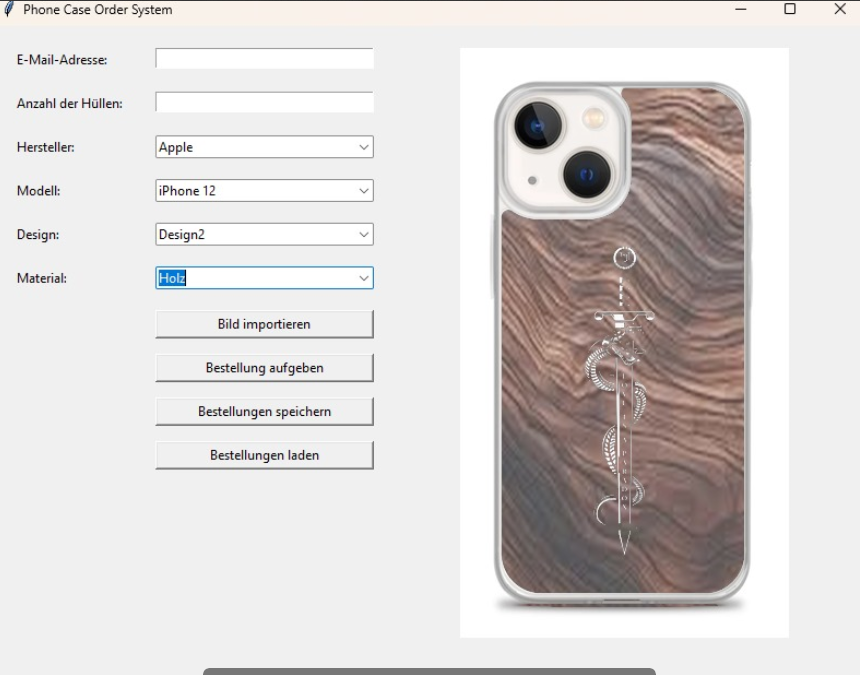 Phone Case Order System
E-Mail-Adresse:
Anzahl der Hüllen:
Hersteller: Apple
Modell: iPhone 12
Design: Design2
Material: Holz
Bild importieren
Bestellung aufgeben
Bestellungen speichern
Bestellungen laden